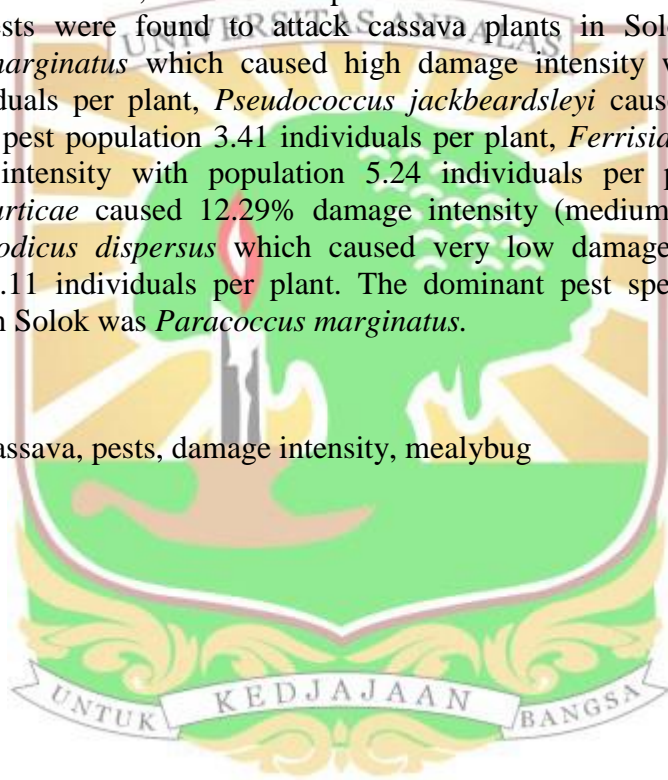 ests were found to attack cassava plants in Sol
UNIVERSITAS ANDALAS
marginatus which caused high damage intensity
duals per plant, Pseudococcus jackbeardsleyi caus
pest population 3.41 individuals per plant, Ferrisia
intensity with population 5.24 individuals per p
urticae caused 12.29% damage intensity (medium
odicus dispersus which caused very low damage
.11 individuals per plant. The dominant pest spe
n Solok was Paracoccus marginatus.
assava, pests, damage intensity, mealybug
UNTUK KEDJAJAAN BANGSA